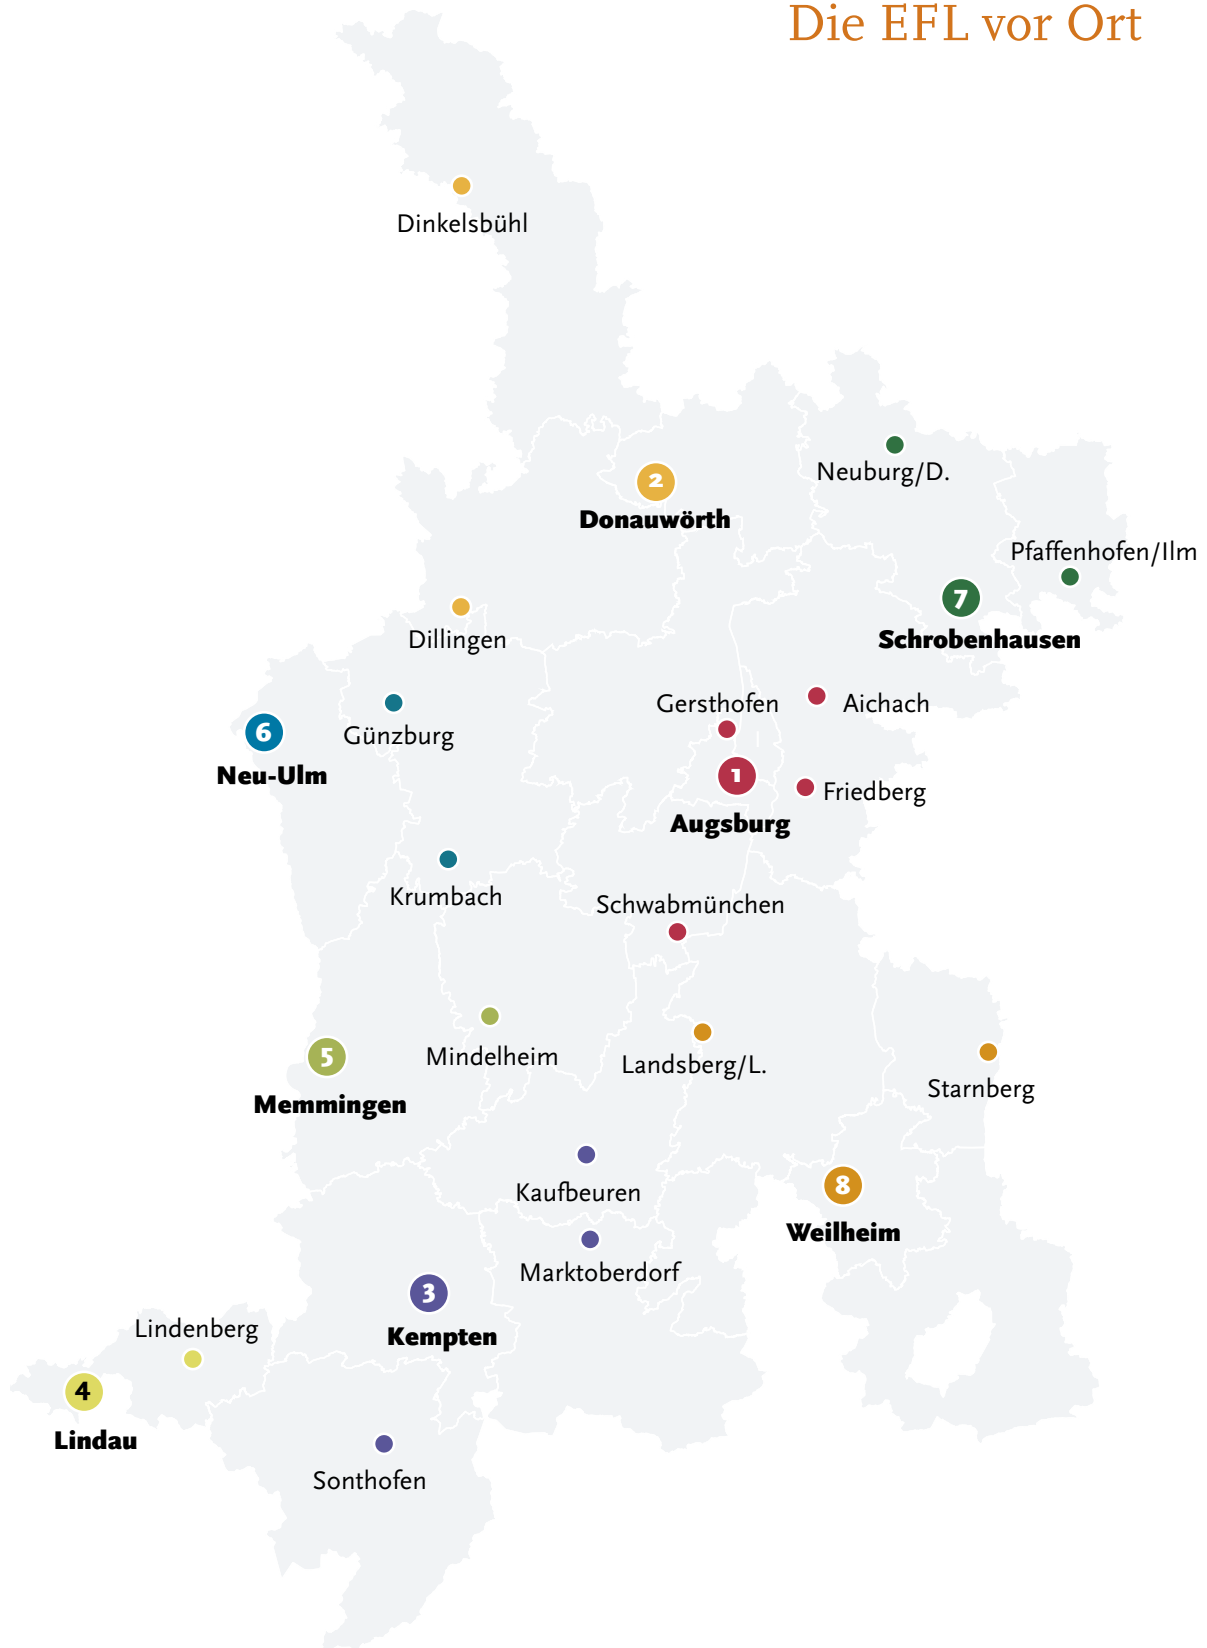 Die EFL vor Ort
Dinkelsbühl
Neuburg/D.
2
Donauwörth
Pfaffenhofen/Ilm
7
Schrobenhausen
Dillingen
Gersthofen
Aichach
6
Günzburg
Neu-Ulm
1
Friedberg
Augsburg
Krumbach
Schwabmünchen
Mindelheim
5
Landsberg/L.
Starnberg
Memmingen
Kaufbeuren
8
Weilheim
Marktoberdorf
3
Kempten
Lindenberg
4
Lindau
Sonthofen